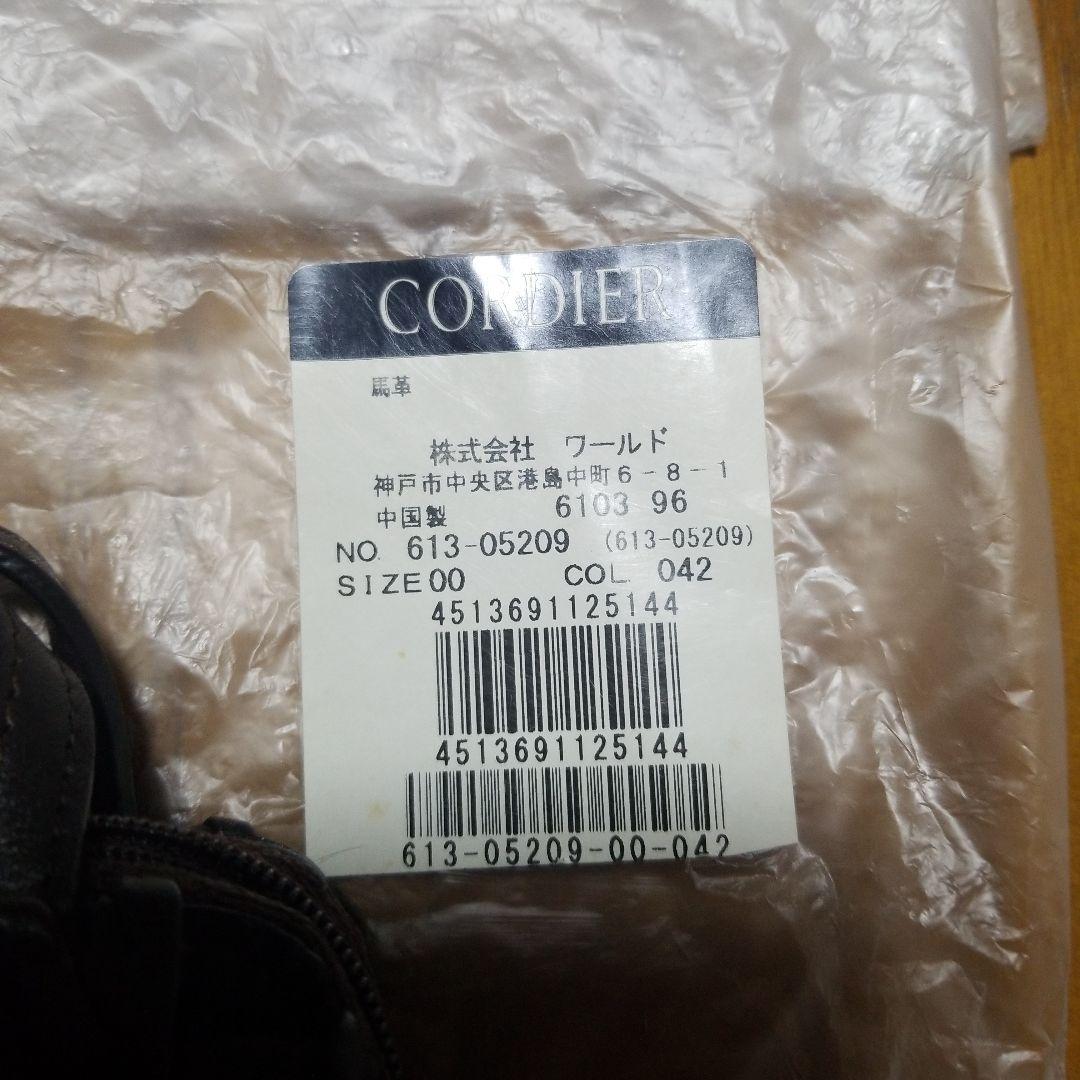 CORDIER
馬革
株式会社 ワールド
神戸市中央区港島中町6-8-1
中国製 6103 96
NO. 613-05209 (613-05209)
SIZE 00 COL. 042
4513691125144
4513691125144
613-05209-00-042